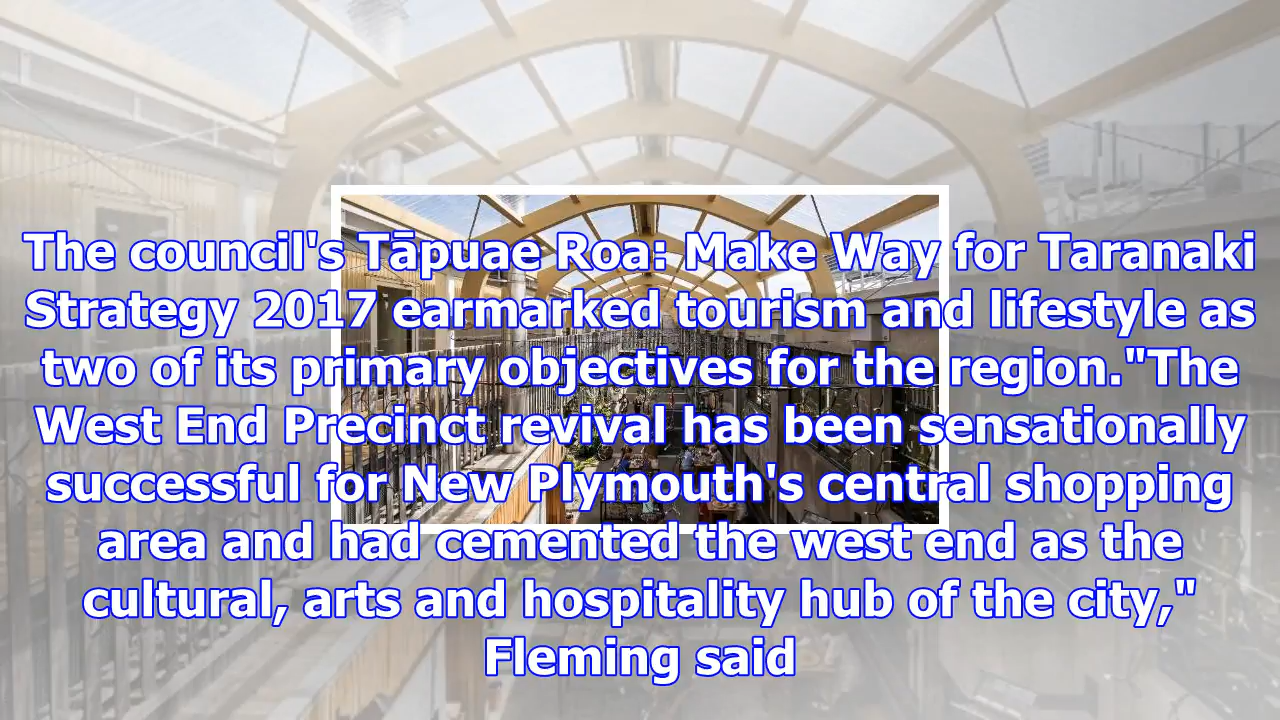 The council's Tāpuae Roa: Make Way for Taranaki
Strategy 2017 earmarked tourism and lifestyle as
two of its primary objectives for the region."The
West End Precinct revival has been sensationally
successful for New Plymouth's central shopping
area and had cemented the west end as the
cultural, arts and hospitality hub of the city,"
Fleming said